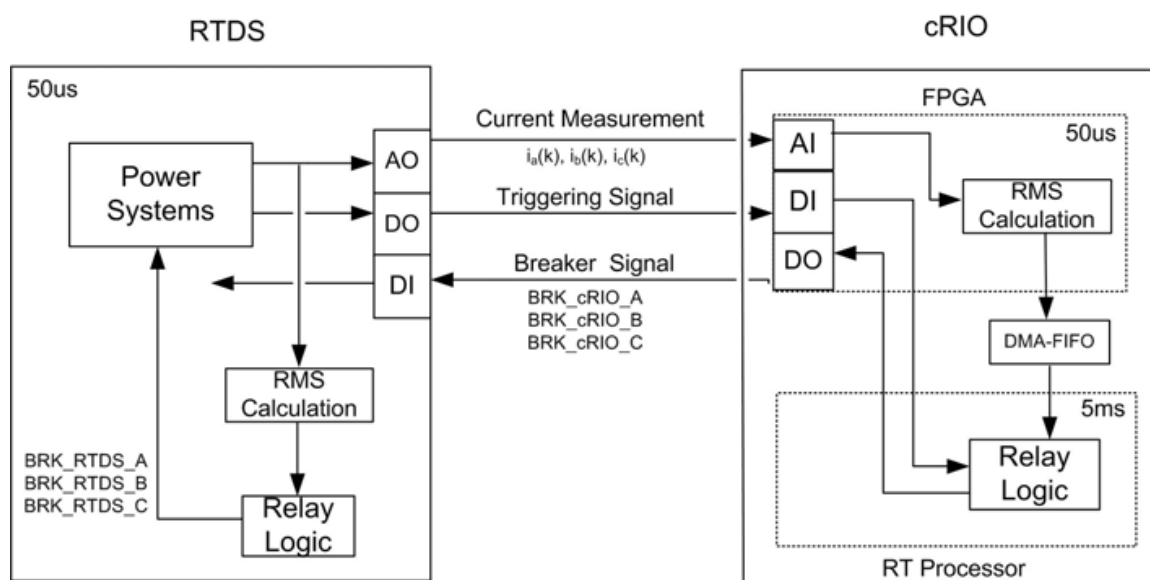 RTDS
cRIO
50us
Power
Systems
AO
DO
DI
RMS
Calculation
Relay
Logic
BRK_RTDS_A
BRK_RTDS_B
BRK_RTDS_C
Current Measurement
iₐ(k), i_b(k), i_c(k)
Triggering Signal
Breaker Signal
BRK_cRIO_A
BRK_cRIO_B
BRK_cRIO_C
FPGA
50us
AI
DI
DO
RMS
Calculation
DMA-FIFO
5ms
Relay
Logic
RT Processor